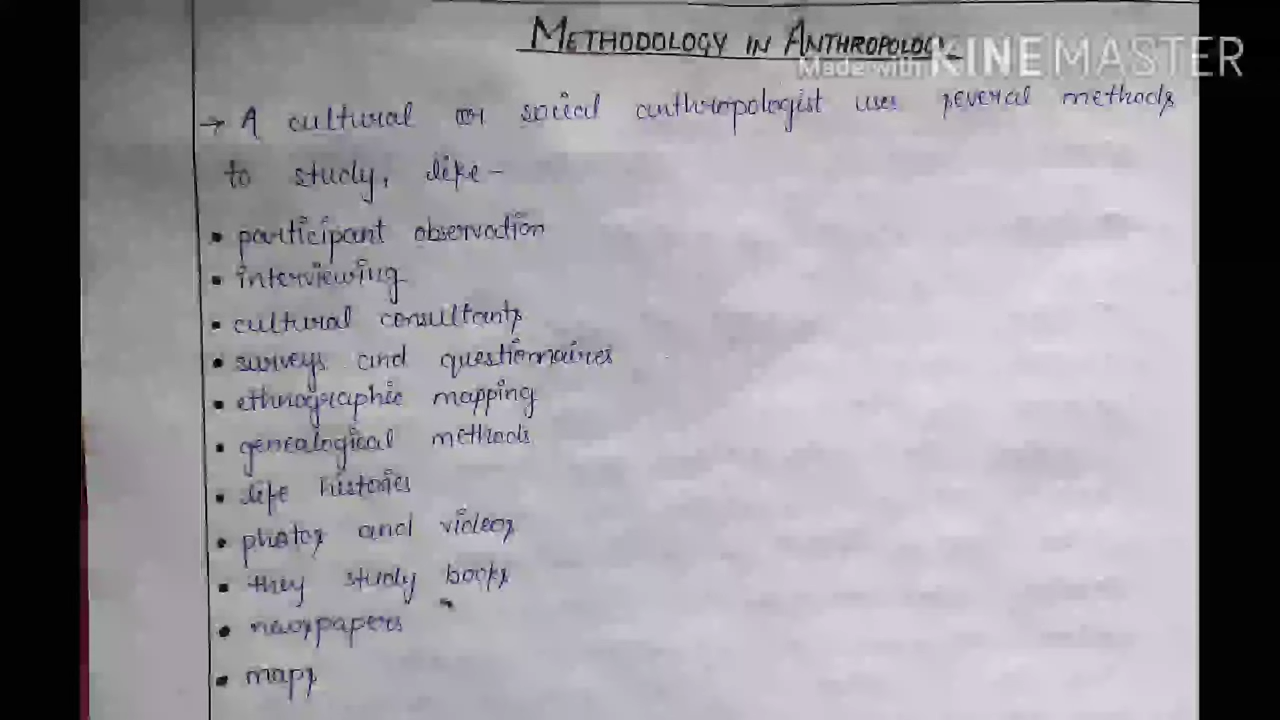 METHODOLOGY IN ANTHROPOLOGY
Made with KINEMASTER
→ A cultural or social anthropologist uses several methods
to study, like –
• participant observation
• interviewing
• cultural consultants
• surveys and questionnaires
• ethnographic mapping
• genealogical methods
• life histories
• photos and videos
• they study books
• newspapers
• maps